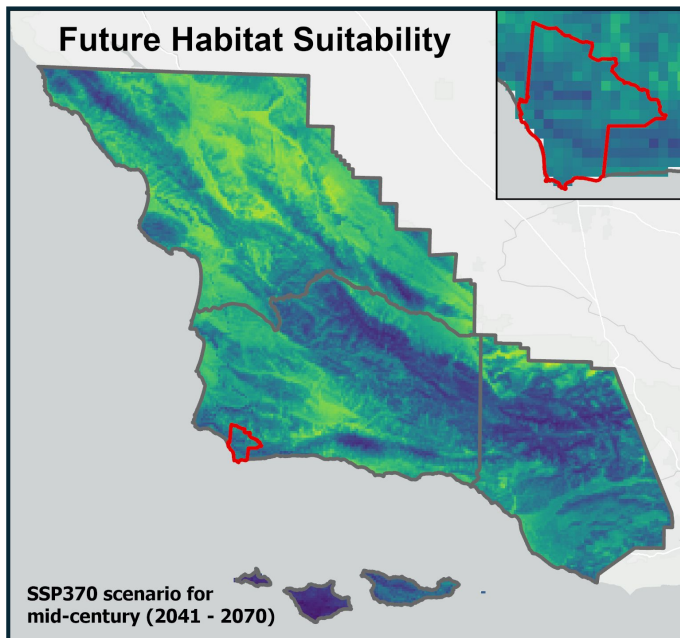 Future Habitat Suitability
SSP370 scenario for
mid-century (2041 - 2070)